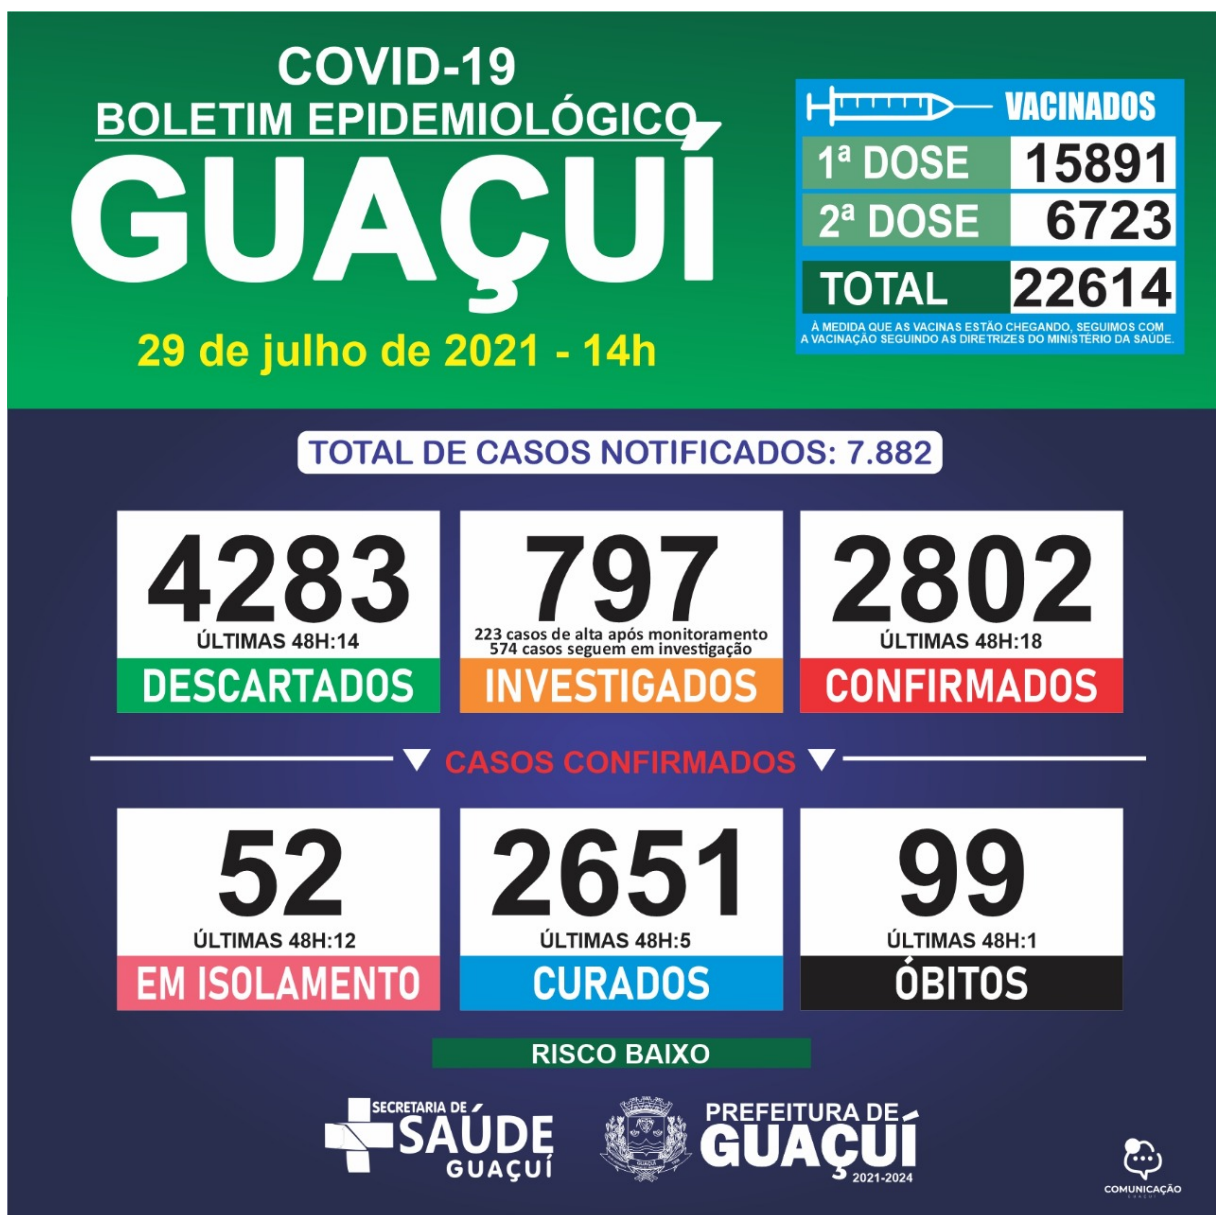 COVID-19
BOLETIM EPIDEMIOLÓGICO
GUAÇUÍ
29 de julho de 2021 - 14h
VACINADOS
1ª DOSE 15891
2ª DOSE 6723
TOTAL 22614
À MEDIDA QUE AS VACINAS ESTÃO CHEGANDO, SEGUIMOS COM
A VACINAÇÃO SEGUINDO AS DIRETRIZES DO MINISTÉRIO DA SAÚDE.
TOTAL DE CASOS NOTIFICADOS: 7.882
4283
ÚLTIMAS 48H:14
DESCARTADOS
797
223 casos de alta após monitoramento
574 casos seguem em investigação
INVESTIGADOS
2802
ÚLTIMAS 48H:18
CONFIRMADOS
CASOS CONFIRMADOS
52
ÚLTIMAS 48H:12
EM ISOLAMENTO
2651
ÚLTIMAS 48H:5
CURADOS
99
ÚLTIMAS 48H:1
ÓBITOS
RISCO BAIXO
SECRETARIA DE
SAÚDE
GUAÇUÍ
PREFEITURA DE
GUAÇUÍ
2021-2024
COMUNICAÇÃO